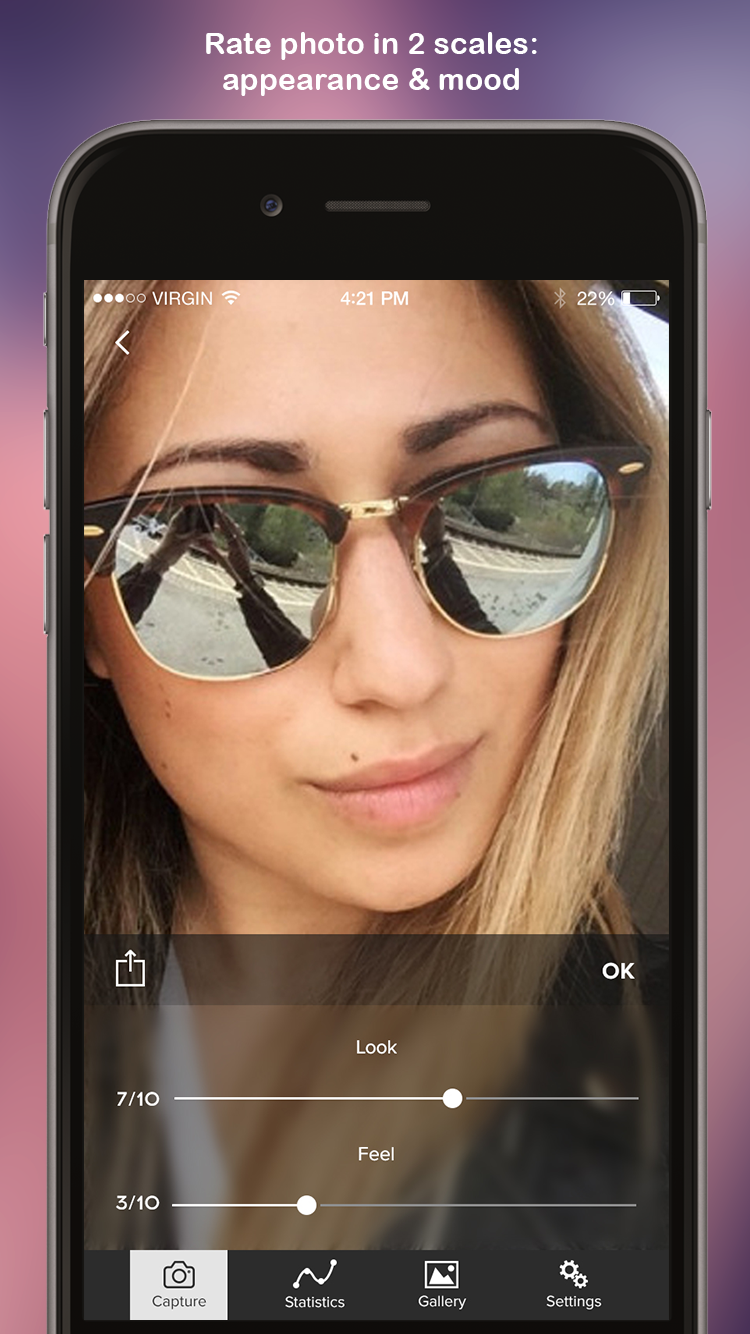 Rate photo in 2 scales:
appearance & mood
VIRGIN 4:21 PM 22%
OK
Look
7/10
Feel
3/10
Capture Statistics Gallery Settings